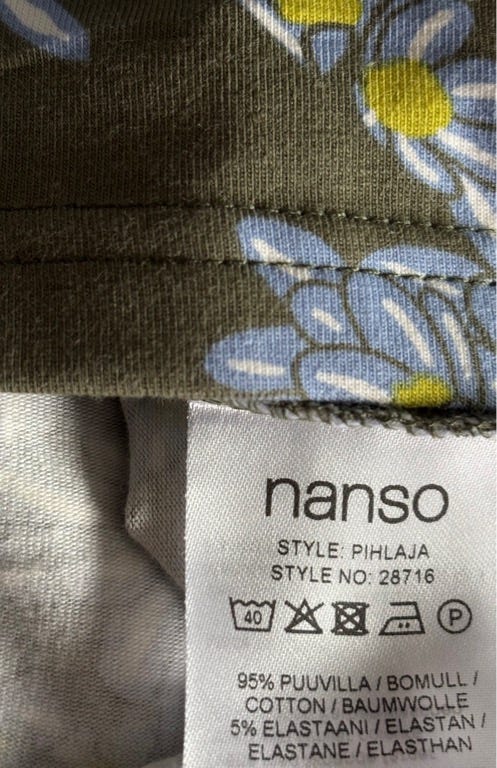 nanso
STYLE: PIHLAJA
STYLE NO: 28716
40 P
95% PUUVILLA / BOMULL /
COTTON / BAUMWOLLE
5% ELASTAANI / ELASTAN /
ELASTANE / ELASTHAN